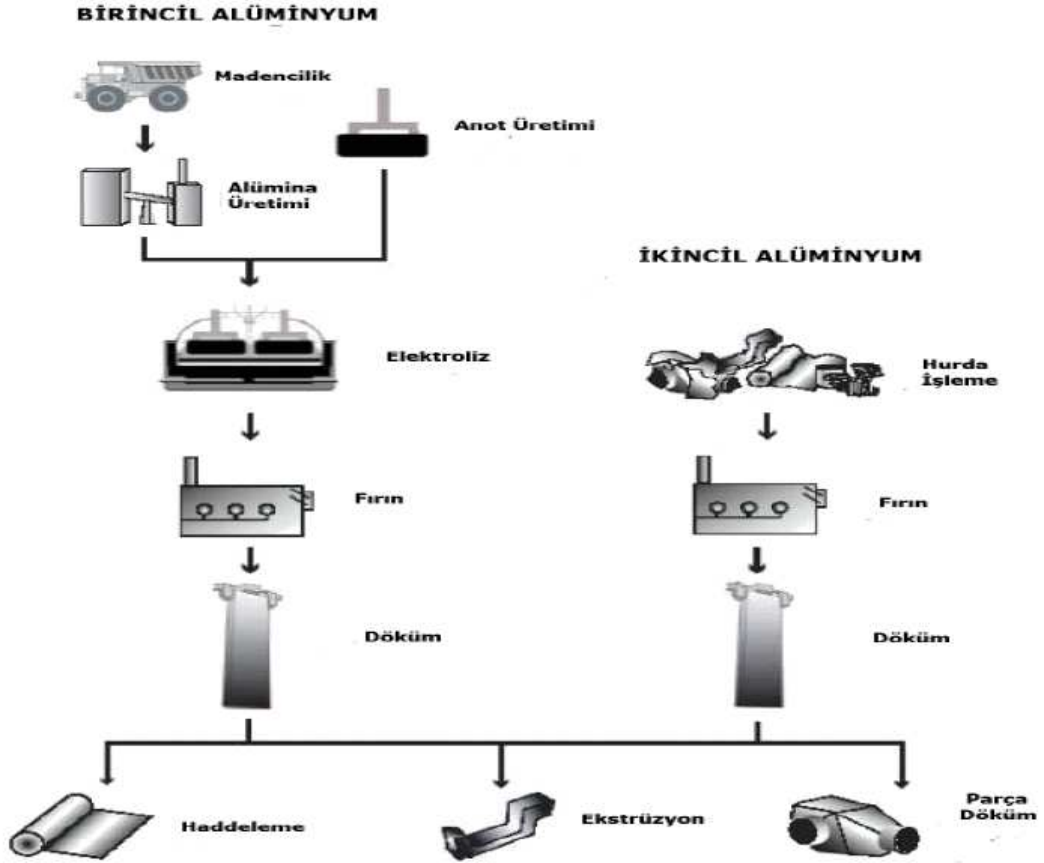 BİRİNCİL ALÜMİNYUM
Madencilik
Anot Üretimi
Alümina
Üretimi
İKİNCİL ALÜMİNYUM
Elektroliz
Hurda
İşleme
Fırın
Fırın
Döküm
Döküm
Haddeleme
Ekstrüzyon
Parça
Döküm